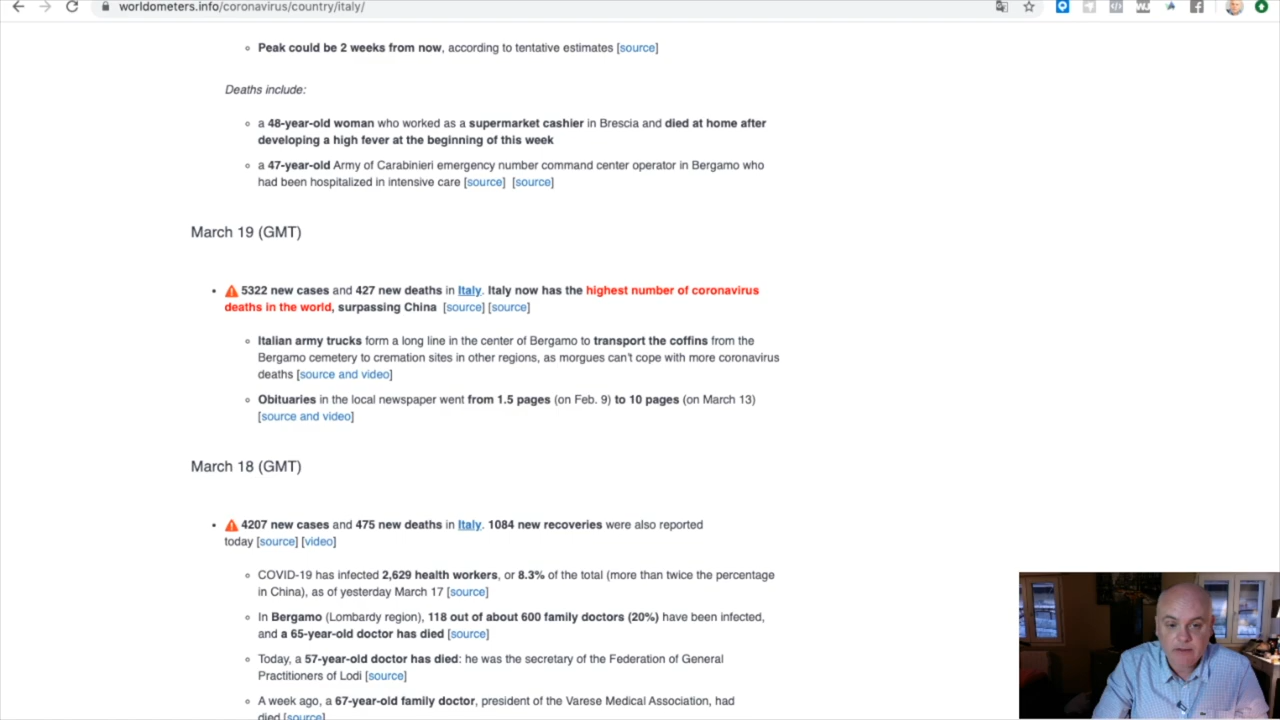 worldometers.info/coronavirus/country/italy/
Peak could be 2 weeks from now, according to tentative estimates [source]
Deaths include:
a 48-year-old woman who worked as a supermarket cashier in Brescia and died at home after
developing a high fever at the beginning of this week
a 47-year-old Army of Carabinieri emergency number command center operator in Bergamo who
had been hospitalized in intensive care [source] [source]
March 19 (GMT)
5322 new cases and 427 new deaths in Italy. Italy now has the highest number of coronavirus
deaths in the world, surpassing China [source] [source]
Italian army trucks form a long line in the center of Bergamo to transport the coffins from the
Bergamo cemetery to cremation sites in other regions, as morgues can't cope with more coronavirus
deaths [source and video]
Obituaries in the local newspaper went from 1.5 pages (on Feb. 9) to 10 pages (on March 13)
[source and video]
March 18 (GMT)
4207 new cases and 475 new deaths in Italy. 1084 new recoveries were also reported
today [source] [video]
COVID-19 has infected 2,629 health workers, or 8.3% of the total (more than twice the percentage
in China), as of yesterday March 17 [source]
In Bergamo (Lombardy region), 118 out of about 600 family doctors (20%) have been infected,
and a 65-year-old doctor has died [source]
Today, a 57-year-old doctor has died: he was the secretary of the Federation of General
Practitioners of Lodi [source]
A week ago, a 67-year-old family doctor, president of the Varese Medical Association, had
died [source]